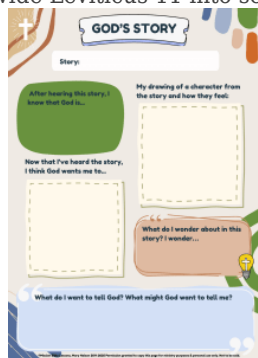 GOD'S STORY
Story:
After hearing this story, I
know that God is...
My drawing of a character from
the story and how they feel:
Now that I've heard the story,
I think God wants me to...
What do I wonder about in this
story? I wonder...
What do I want to tell God? What might God want to tell me?